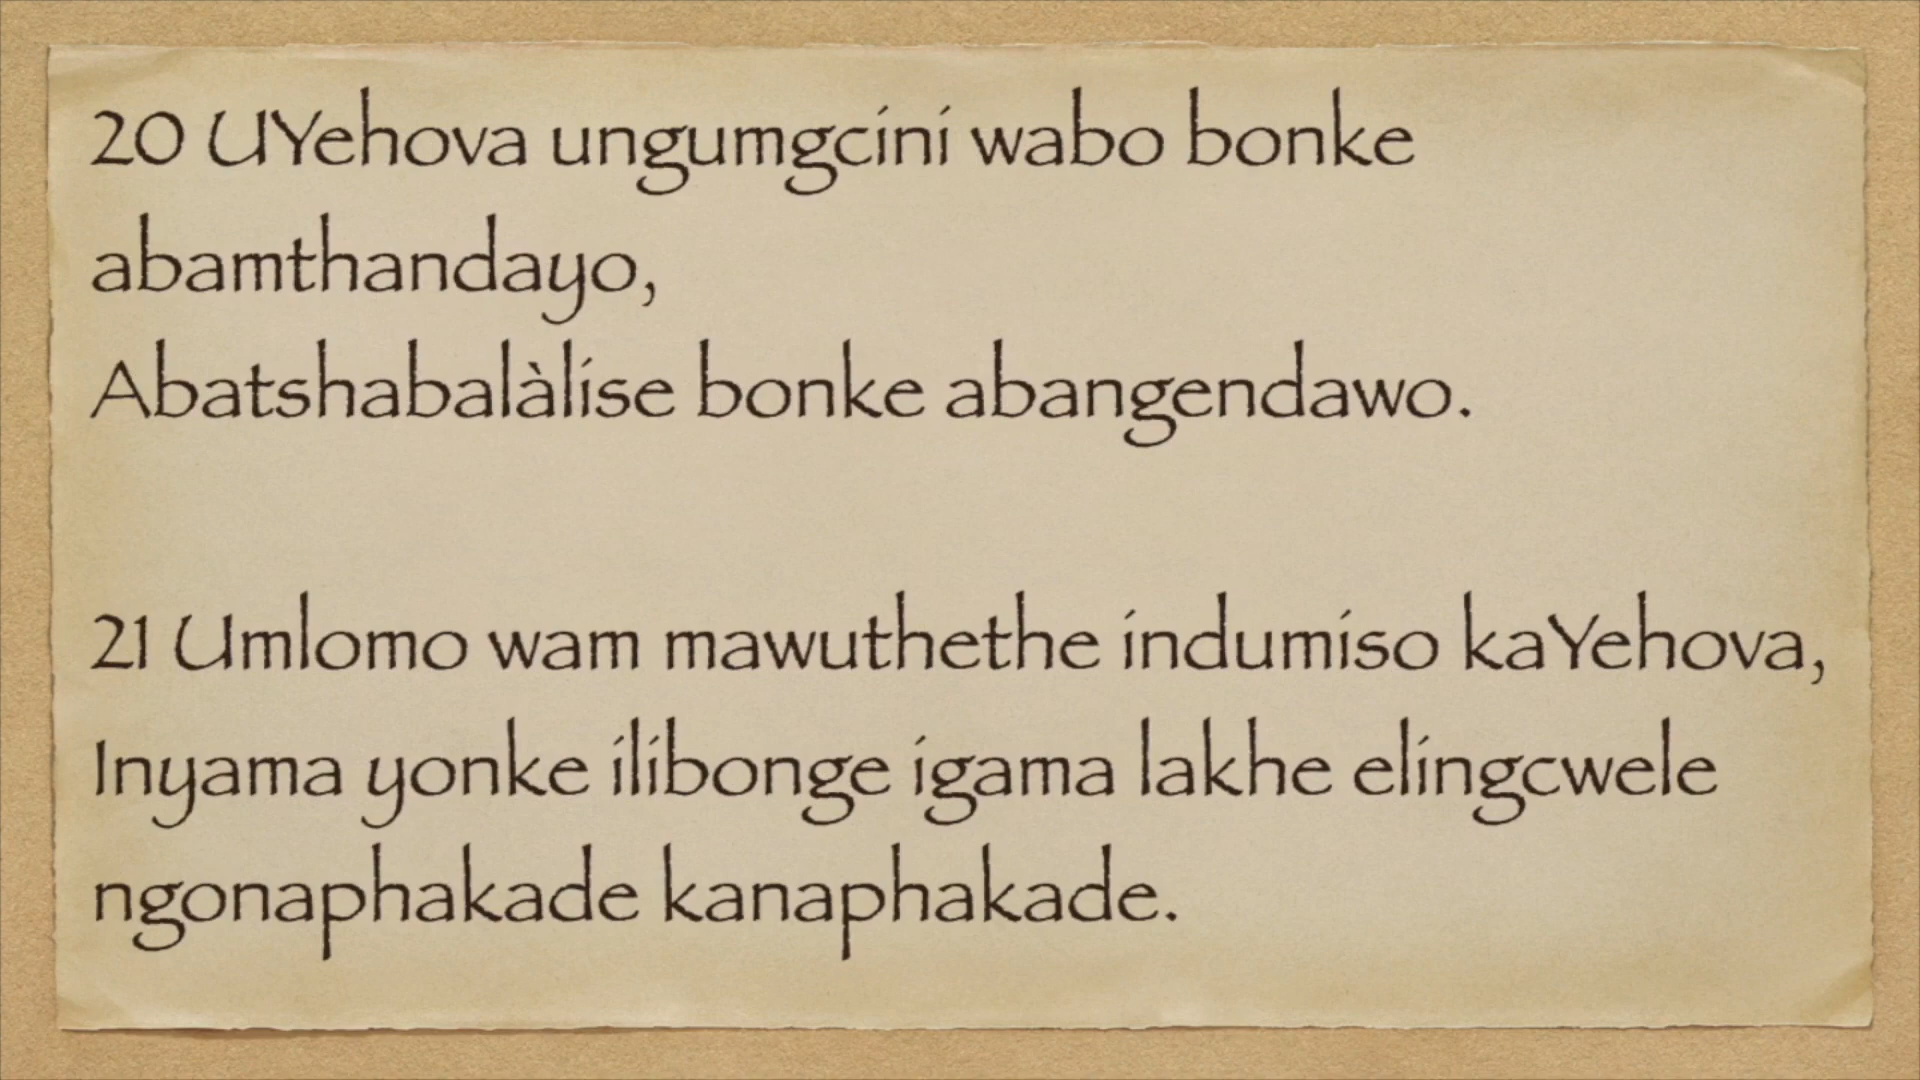 20 UYehova ungumgcini wabo bonke
abamthandayo,
Abatshabalàlise bonke abangendawo.
21 Umlomo wam mawuthethe indumiso kaYehova,
Inyama yonke ilibonge igama lakhe elingcwele
ngonaphakade kanaphakade.